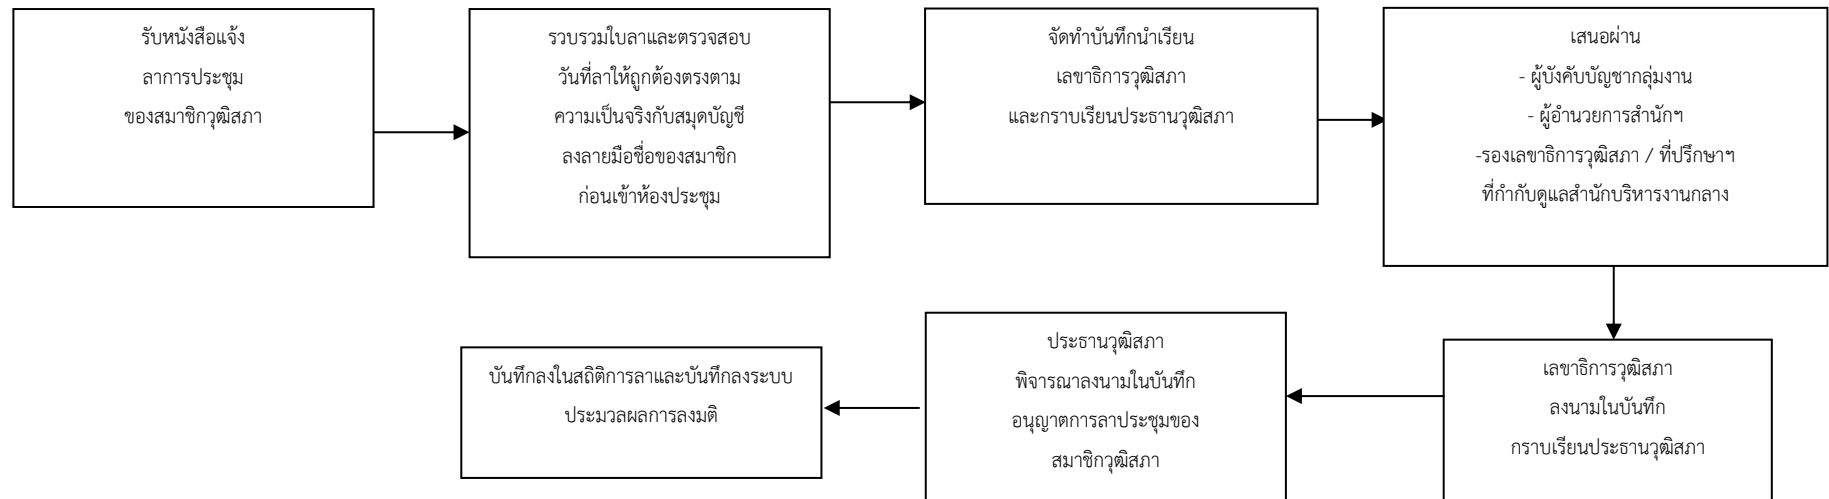 รับหนังสือแจ้ง
ลาการประชุม
ของสมาชิกวุฒิสภา
รวบรวมใบลาและตรวจสอบ
วันที่ลาให้ถูกต้องตรงตาม
ความเป็นจริงกับสมุดบัญชี
ลงลายมือชื่อของสมาชิก
ก่อนเข้าห้องประชุม
จัดทำบันทึกนำเรียน
เลขาธิการวุฒิสภา
และกราบเรียนประธานวุฒิสภา
เสนอผ่าน
- ผู้บังคับบัญชากลุ่มงาน
- ผู้อำนวยการสำนักฯ
-รองเลขาธิการวุฒิสภา / ที่ปรึกษาฯ
ที่กำกับดูแลสำนักบริหารงานกลาง
เลขาธิการวุฒิสภา
ลงนามในบันทึก
กราบเรียนประธานวุฒิสภา
ประธานวุฒิสภา
พิจารณาลงนามในบันทึก
อนุญาตการลาประชุมของ
สมาชิกวุฒิสภา
บันทึกลงในสถิติการลาและบันทึกลงระบบ
ประมวลผลการลงมติ